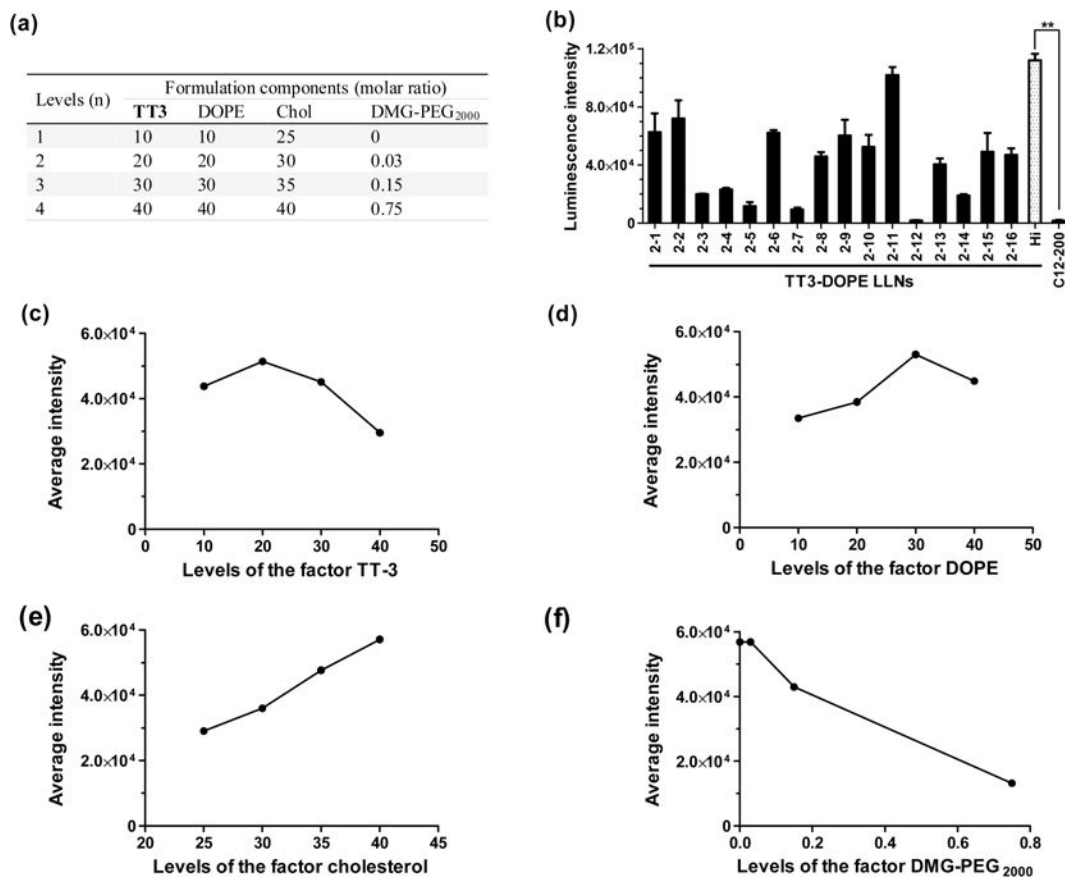 (a)
Formulation components (molar ratio)
Levels (n)
TT3 DOPE Chol DMG-PEG2000
1 10 10 25 0
2 20 20 30 0.03
3 30 30 35 0.15
4 40 40 40 0.75
(b)
Luminescence intensity
1.2×10⁵
8.0×10⁴
4.0×10⁴
0
**
2-1 2-2 2-3 2-4 2-5 2-6 2-7 2-8 2-9 2-10 2-11 2-12 2-13 2-14 2-15 2-16 Hi C12-200
TT3-DOPE LLNs
(c)
Average intensity
6.0×10⁴
4.0×10⁴
2.0×10⁴
0
0 10 20 30 40 50
Levels of the factor TT-3
(d)
Average intensity
6.0×10⁴
4.0×10⁴
2.0×10⁴
0
0 10 20 30 40 50
Levels of the factor DOPE
(e)
Average intensity
6.0×10⁴
4.0×10⁴
2.0×10⁴
0
20 25 30 35 40 45
Levels of the factor cholesterol
(f)
Average intensity
6.0×10⁴
4.0×10⁴
2.0×10⁴
0
0.0 0.2 0.4 0.6 0.8
Levels of the factor DMG-PEG2000